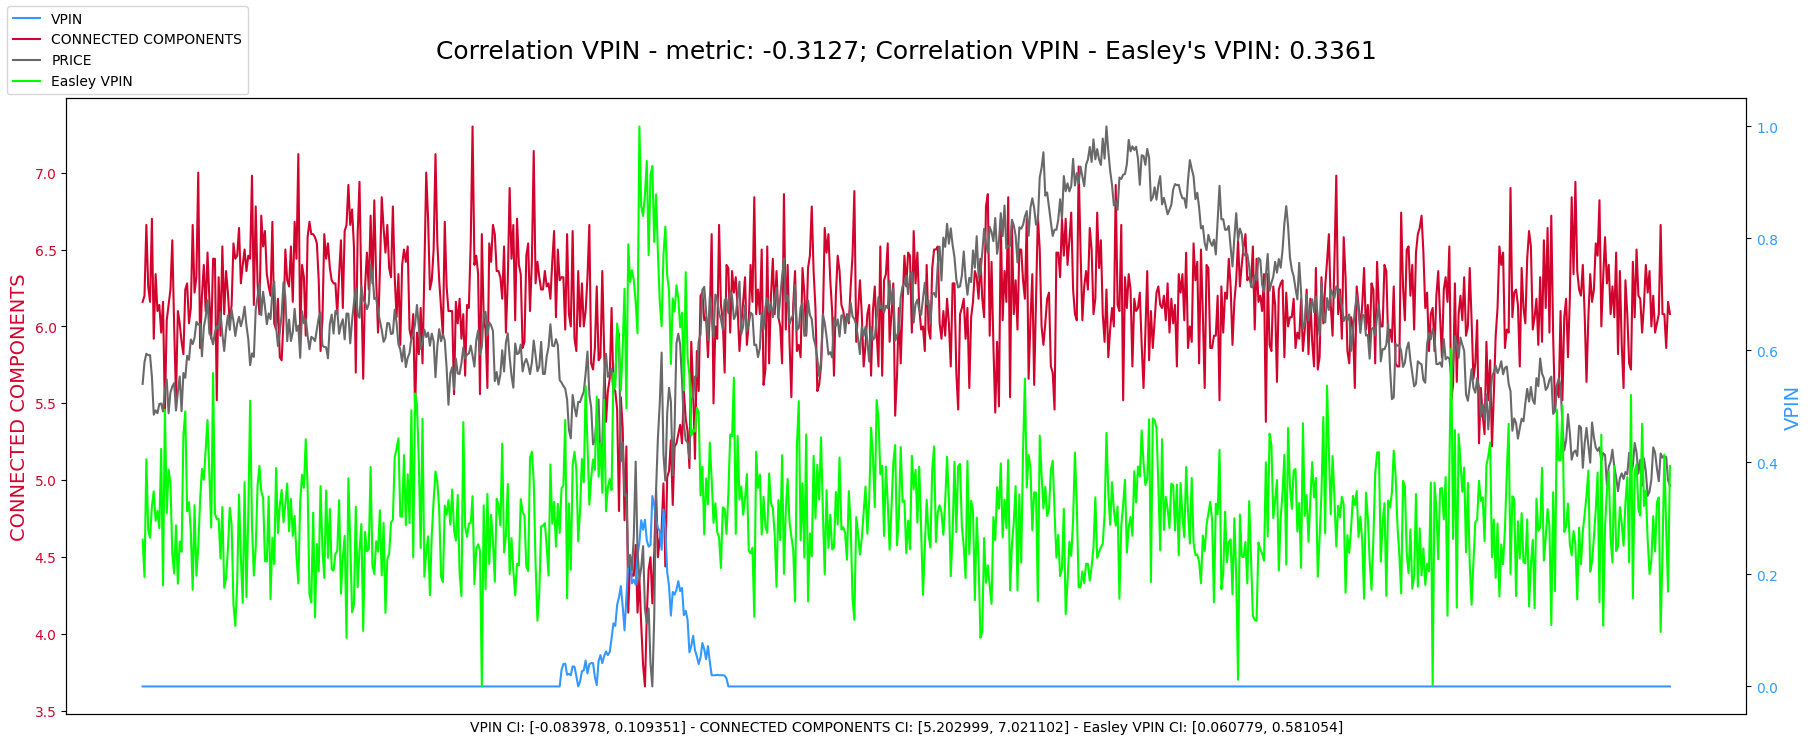 VPIN
CONNECTED COMPONENTS
PRICE
Easley VPIN
Correlation VPIN - metric: -0.3127; Correlation VPIN - Easley's VPIN: 0.3361
CONNECTED COMPONENTS
7.0
6.5
6.0
5.5
5.0
4.5
4.0
3.5
1.0
0.8
0.6
0.4
0.2
0.0
VPIN
VPIN CI: [-0.083978, 0.109351] - CONNECTED COMPONENTS CI: [5.202999, 7.021102] - Easley VPIN CI: [0.060779, 0.581054]